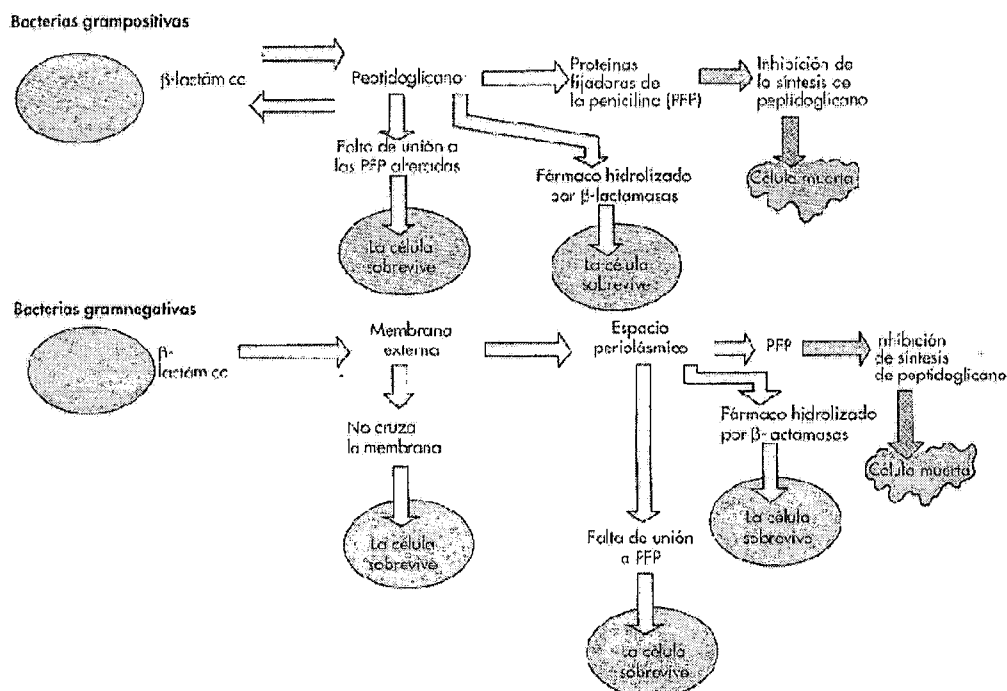 Bacterias grampositivas
β-lactámico
Peptidoglicano
Proteínas
fijadoras de
la penicilina (PFP)
Inhibición de
la síntesis de
peptidoglicano
Célula muerta
Falta de unión a
las PFP alteradas
Fármaco hidrolizado
por β-lactamasas
La célula
sobrevive
La célula
sobrevive
Bacterias gramnegativas
β-
lactámico
Membrana
externa
Espacio
periplásmico
PFP
Inhibición
de síntesis
de peptidoglicano
Célula muerta
No cruza
la membrana
La célula
sobrevive
Fármaco hidrolizado
por β-lactamasas
La célula
sobrevive
Falta de unión
a PFP
La célula
sobrevive